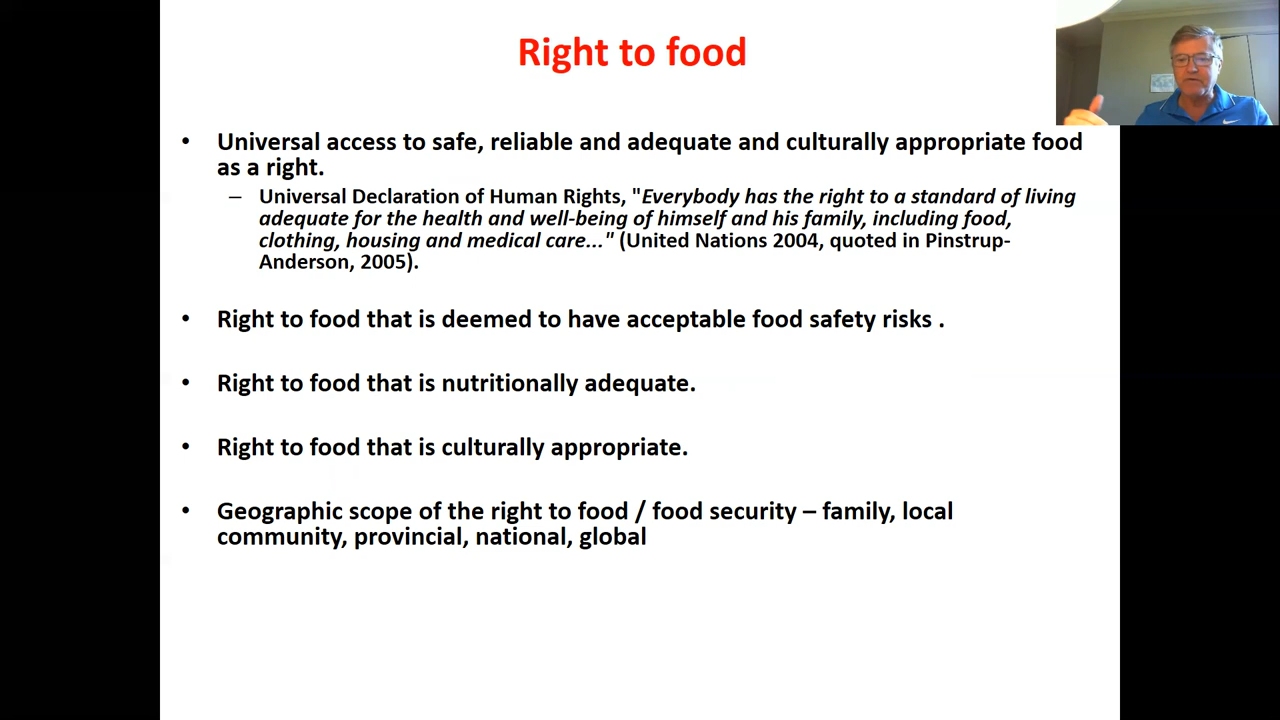 Right to food
• Universal access to safe, reliable and adequate and culturally appropriate food
as a right.
– Universal Declaration of Human Rights, "Everybody has the right to a standard of living
adequate for the health and well-being of himself and his family, including food,
clothing, housing and medical care..." (United Nations 2004, quoted in Pinstrup-
Anderson, 2005).
• Right to food that is deemed to have acceptable food safety risks .
• Right to food that is nutritionally adequate.
• Right to food that is culturally appropriate.
• Geographic scope of the right to food / food security – family, local
community, provincial, national, global